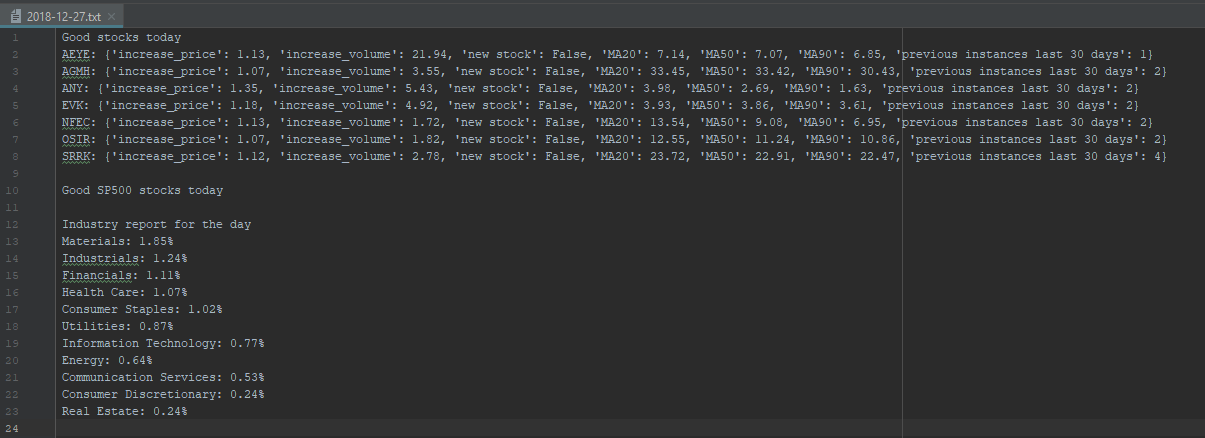 2018-12-27.txt
1 Good stocks today
2 AEYE: {'increase_price': 1.13, 'increase_volume': 21.94, 'new stock': False, 'MA20': 7.14, 'MA50': 7.07, 'MA90': 6.85, 'previous instances last 30 days': 1}
3 AGMH: {'increase_price': 1.07, 'increase_volume': 3.55, 'new stock': False, 'MA20': 33.45, 'MA50': 33.42, 'MA90': 30.43, 'previous instances last 30 days': 2}
4 ANY: {'increase_price': 1.35, 'increase_volume': 5.43, 'new stock': False, 'MA20': 3.98, 'MA50': 2.69, 'MA90': 1.63, 'previous instances last 30 days': 2}
5 EVK: {'increase_price': 1.18, 'increase_volume': 4.92, 'new stock': False, 'MA20': 3.93, 'MA50': 3.86, 'MA90': 3.61, 'previous instances last 30 days': 2}
6 NFEC: {'increase_price': 1.13, 'increase_volume': 1.72, 'new stock': False, 'MA20': 13.54, 'MA50': 9.08, 'MA90': 6.95, 'previous instances last 30 days': 2}
7 OSIR: {'increase_price': 1.07, 'increase_volume': 1.82, 'new stock': False, 'MA20': 12.55, 'MA50': 11.24, 'MA90': 10.86, 'previous instances last 30 days': 2}
8 SRRK: {'increase_price': 1.12, 'increase_volume': 2.78, 'new stock': False, 'MA20': 23.72, 'MA50': 22.91, 'MA90': 22.47, 'previous instances last 30 days': 4}
9
10 Good SP500 stocks today
11
12 Industry report for the day
13 Materials: 1.85%
14 Industrials: 1.24%
15 Financials: 1.11%
16 Health Care: 1.07%
17 Consumer Staples: 1.02%
18 Utilities: 0.87%
19 Information Technology: 0.77%
20 Energy: 0.64%
21 Communication Services: 0.53%
22 Consumer Discretionary: 0.24%
23 Real Estate: 0.24%
24